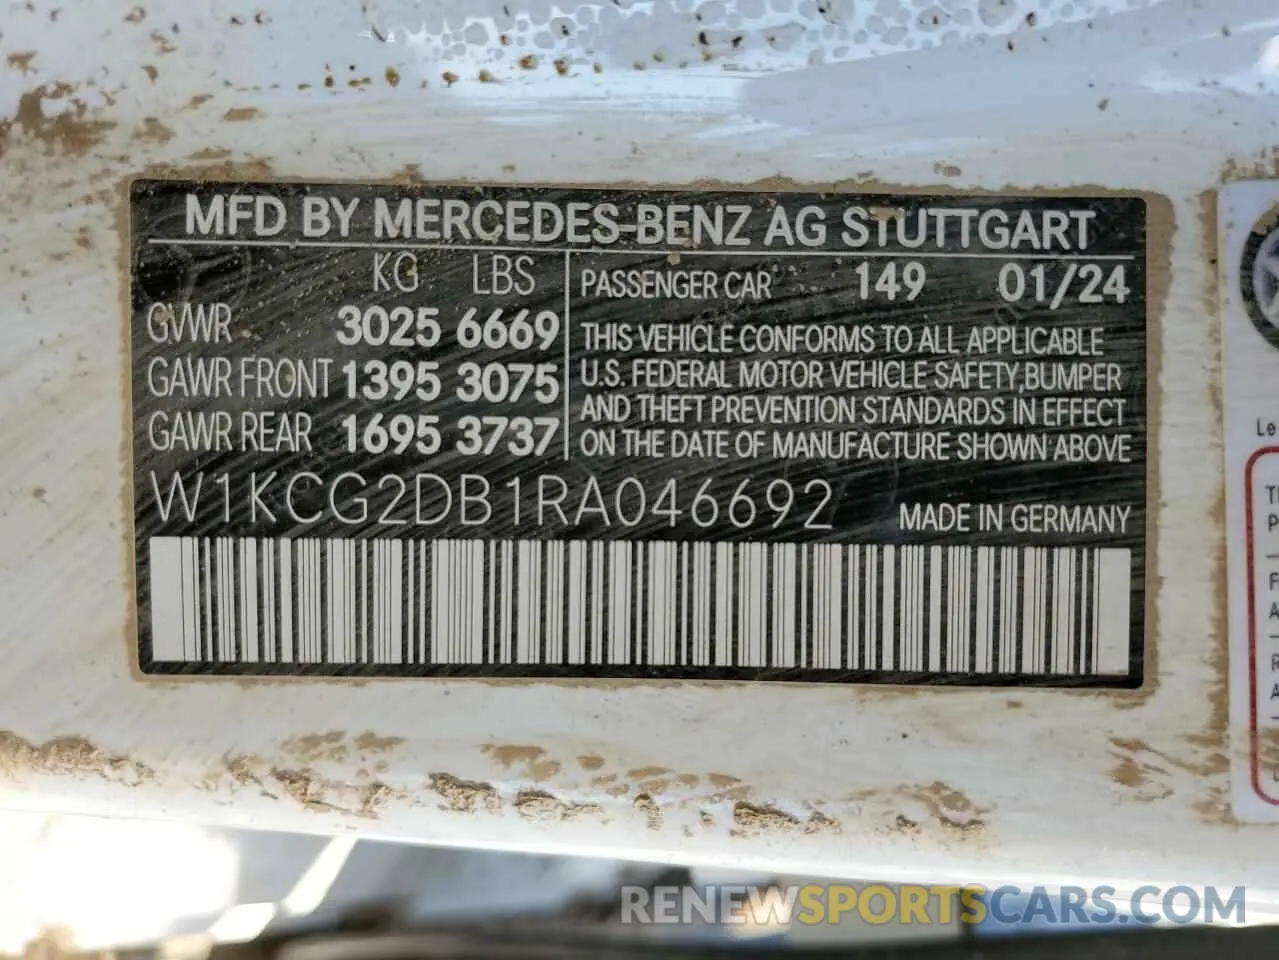 MFD BY MERCEDES-BENZ AG STUTTGART
KG LBS
GVWR 3025 6669
GAWR FRONT 1395 3075
GAWR REAR 1695 3737
PASSENGER CAR 149 01/24
THIS VEHICLE CONFORMS TO ALL APPLICABLE
U.S. FEDERAL MOTOR VEHICLE SAFETY,BUMPER
AND THEFT PREVENTION STANDARDS IN EFFECT
ON THE DATE OF MANUFACTURE SHOWN ABOVE
W1KCG2DB1RA046692 MADE IN GERMANY
Le
RENEWSPORTSCARS.COM